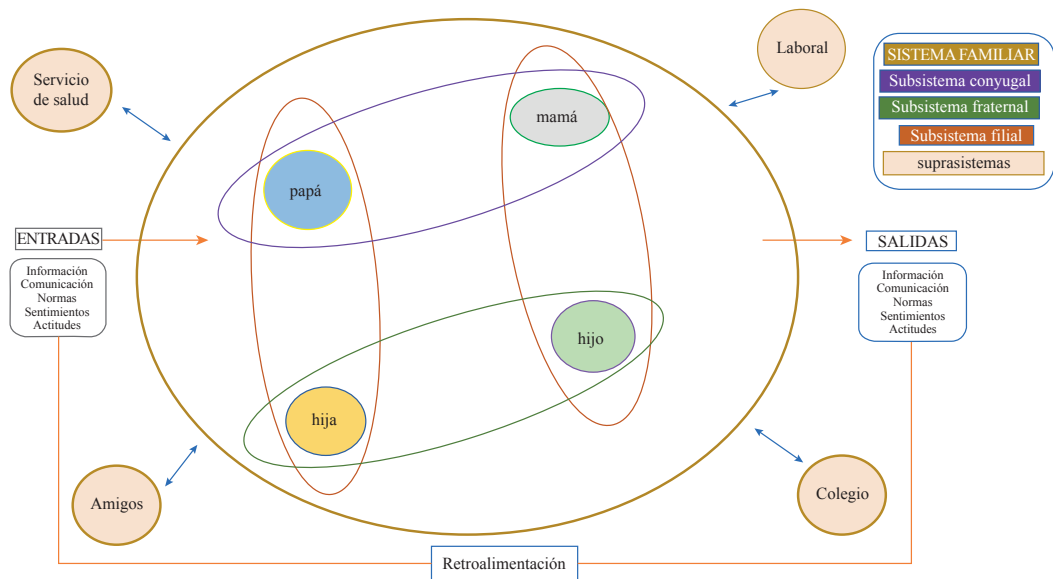 Servicio
de salud
Laboral
SISTEMA FAMILIAR
Subsistema conyugal
Subsistema fraternal
Subsistema filial
suprasistemas
mamá
papá
ENTRADAS
SALIDAS
Información
Comunicación
Normas
Sentimientos
Actitudes
Información
Comunicación
Normas
Sentimientos
Actitudes
hijo
hija
Amigos
Colegio
Retroalimentación